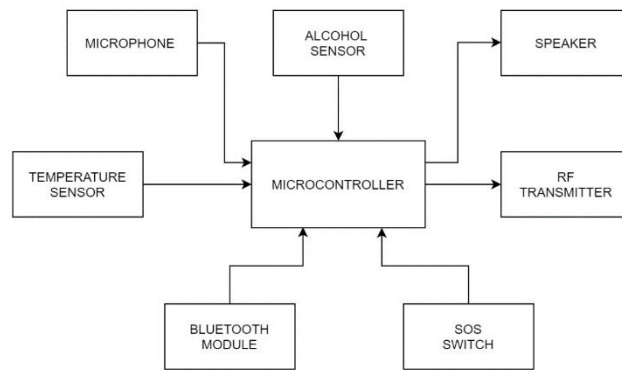 MICROPHONE
ALCOHOL
SENSOR
SPEAKER
TEMPERATURE
SENSOR
MICROCONTROLLER
RF
TRANSMITTER
BLUETOOTH
MODULE
SOS
SWITCH